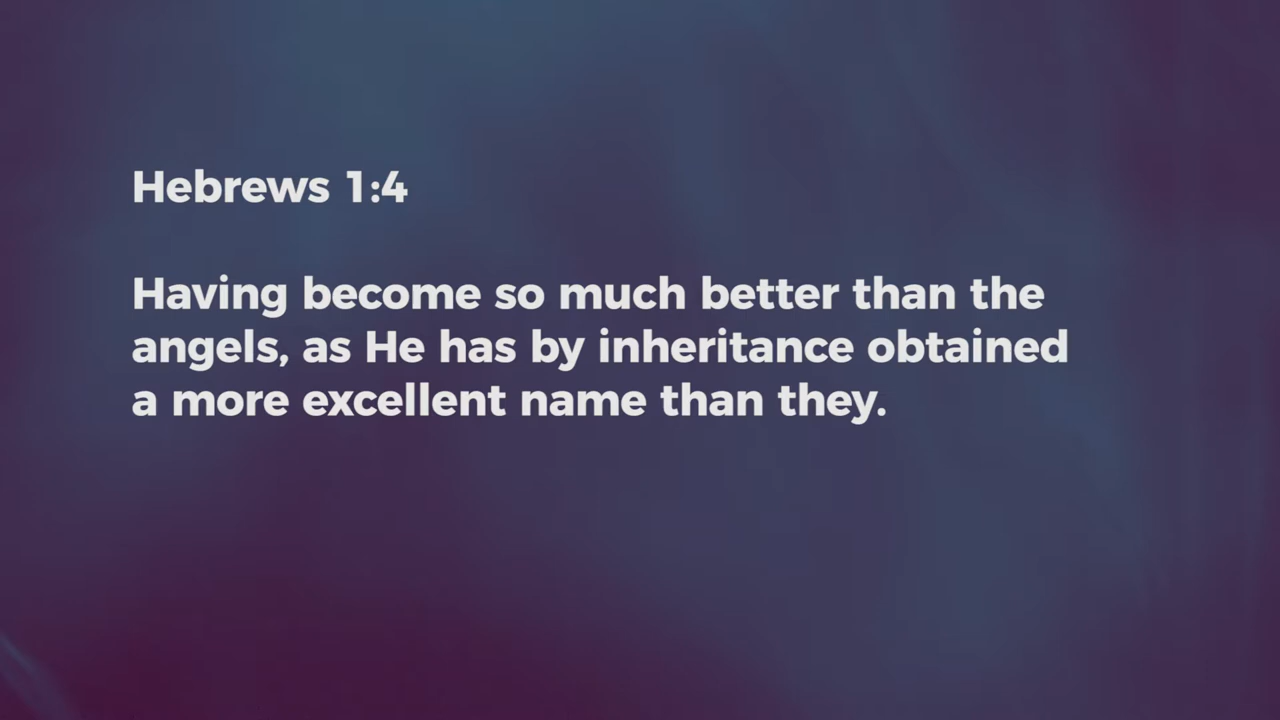 Hebrews 1:4
Having become so much better than the
angels, as He has by inheritance obtained
a more excellent name than they.